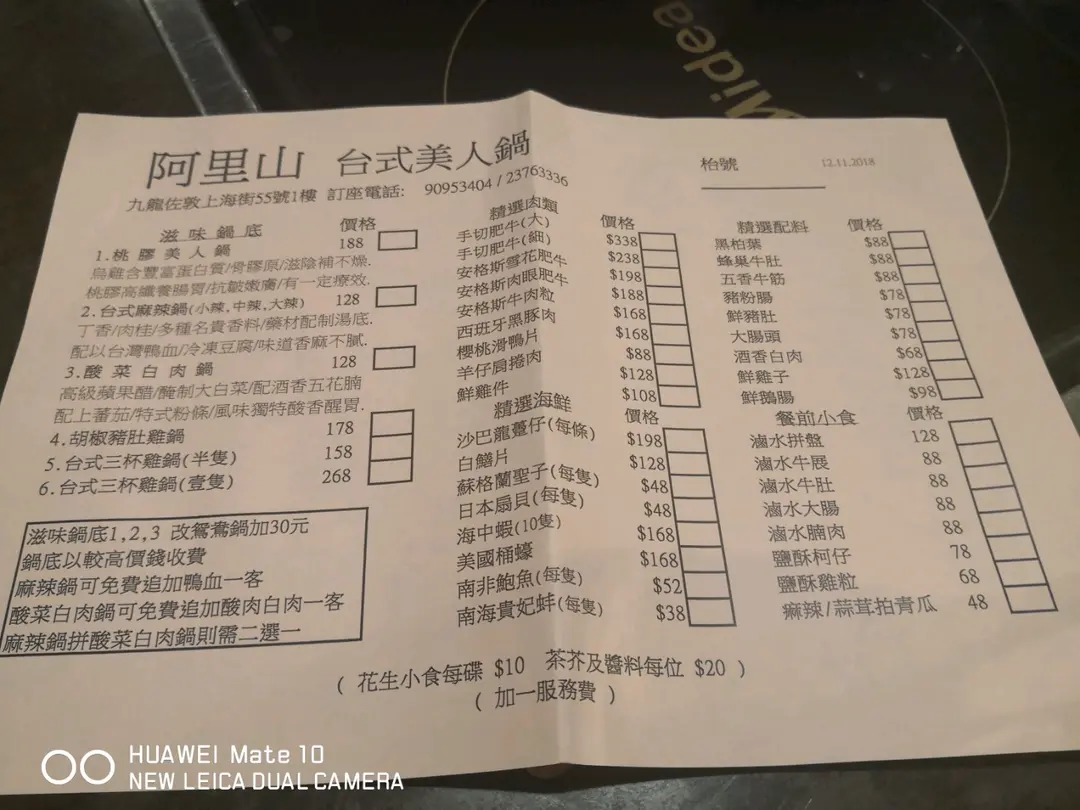 Midea
阿里山 台式美人鍋
九龍佐敦上海街55號1樓 訂座電話: 90953404 / 23763336
枱號
12.11.2018
滋味鍋底 價格
1.桃膠美人鍋 188
烏雞含豐富蛋白質/骨膠原/滋陰補不燥.
桃膠高纖養腸胃/抗皺嫩膚/有一定療效.
2.台式麻辣鍋(小辣,中辣,大辣) 128
丁香/肉桂/多種名貴香料/藥材配制湯底.
配以台灣鴨血/冷凍豆腐/味道香麻不膩.
3.酸菜白肉鍋 128
高級蘋果醋/醃制大白菜/配酒香五花腩
配上蕃茄/特式粉條/風味獨特酸香醒胃.
4.胡椒豬肚雞鍋 178
5.台式三杯雞鍋(半隻) 158
6.台式三杯雞鍋(壹隻) 268
滋味鍋底1,2,3 改鴛鴦鍋加30元
鍋底以較高價錢收費
麻辣鍋可免費追加鴨血一客
酸菜白肉鍋可免費追加酸肉白肉一客
麻辣鍋拼酸菜白肉鍋則需二選一
精選肉類 價格
手切肥牛(大) $338
手切肥牛(細) $238
安格斯雪花肥牛 $198
安格斯肉眼肥牛 $188
安格斯牛肉粒 $168
西班牙黑豚肉 $168
櫻桃滑鴨片 $88
羊仔肩捲肉 $128
鮮雞件 $108
精選海鮮 價格
沙巴龍躉仔(每條) $198
白鱔片 $128
蘇格蘭聖子(每隻) $48
日本扇貝(每隻) $48
海中蝦(10隻) $168
美國桶蠔 $168
南非鮑魚(每隻) $52
南海貴妃蚌(每隻) $38
精選配料 價格
黑柏葉 $88
蜂巢牛肚 $88
五香牛筋 $88
豬粉腸 $78
鮮豬肚 $78
大腸頭 $78
酒香白肉 $68
鮮雞子 $128
鮮鵝腸 $98
餐前小食 價格
滷水拼盤 128
滷水牛展 88
滷水牛肚 88
滷水大腸 88
滷水腩肉 88
鹽酥柯仔 78
鹽酥雞粒 68
痲辣/蒜茸拍青瓜 48
( 花生小食每碟 $10 茶芥及醬料每位 $20 )
( 加一服務費 )
HUAWEI Mate 10
NEW LEICA DUAL CAMERA